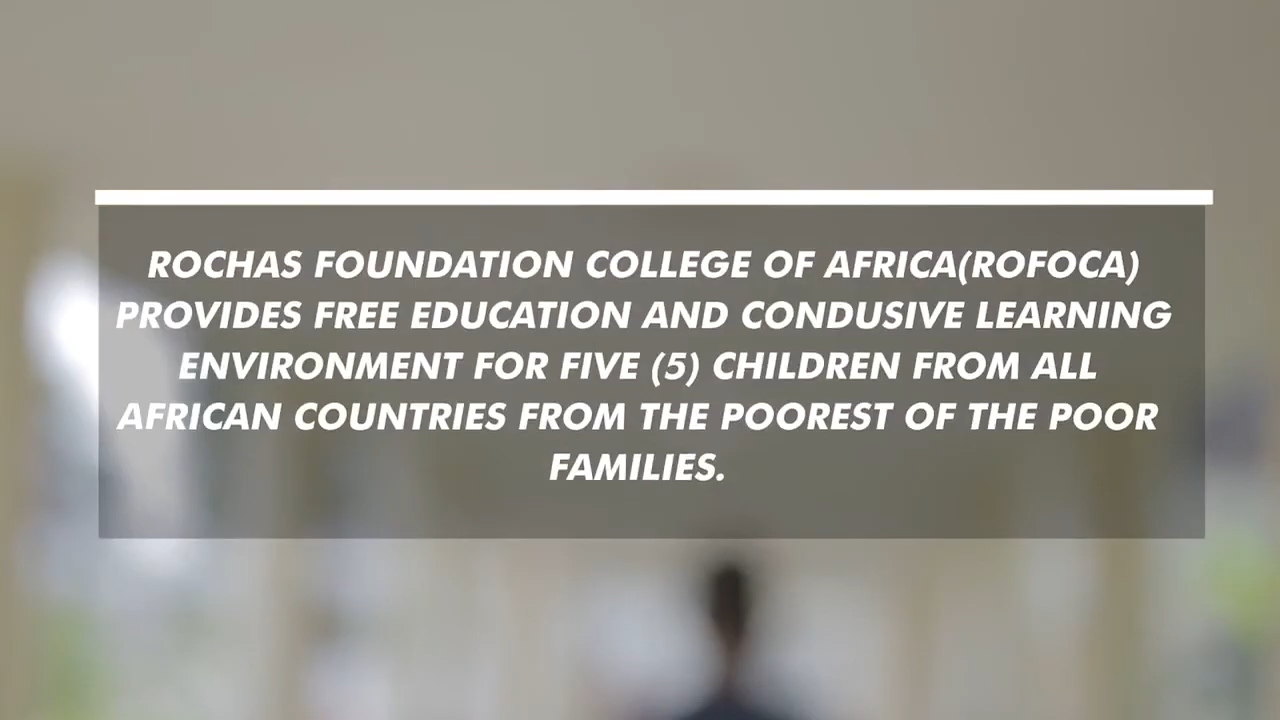 ROCHAS FOUNDATION COLLEGE OF AFRICA(ROFOCA)
PROVIDES FREE EDUCATION AND CONDUSIVE LEARNING
ENVIRONMENT FOR FIVE (5) CHILDREN FROM ALL
AFRICAN COUNTRIES FROM THE POOREST OF THE POOR
FAMILIES.